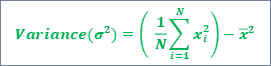 Variance(σ²) = ( 1/N ∑_{i=1}^{N} x_i² ) − x̅²